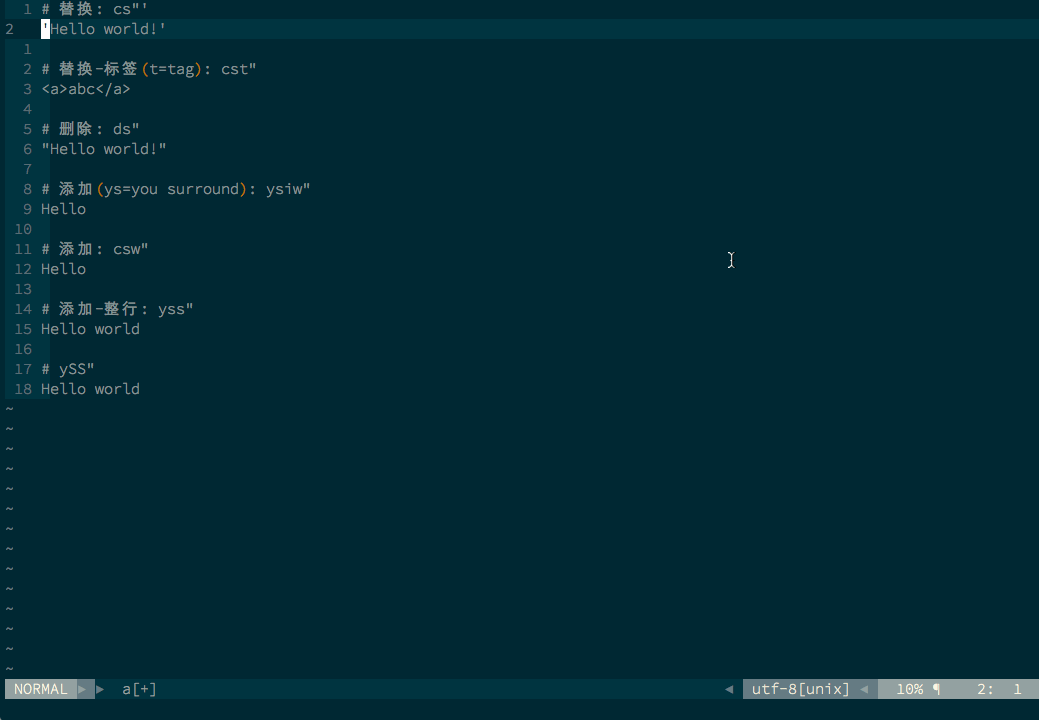 1 # 替换: cs"'
2 'Hello world!'
1
2 # 替换-标签(t=tag): cst"
3 <a>abc</a>
4
5 # 删除: ds"
6 "Hello world!"
7
8 # 添加(ys=you surround): ysiw"
9 Hello
10
11 # 添加: csw"
12 Hello
13
14 # 添加-整行: yss"
15 Hello world
16
17 # ySS"
18 Hello world
~
~
~
~
~
~
~
~
~
~
~
~
~
~
NORMAL a[+] utf-8[unix] 10% ¶ 2: 1